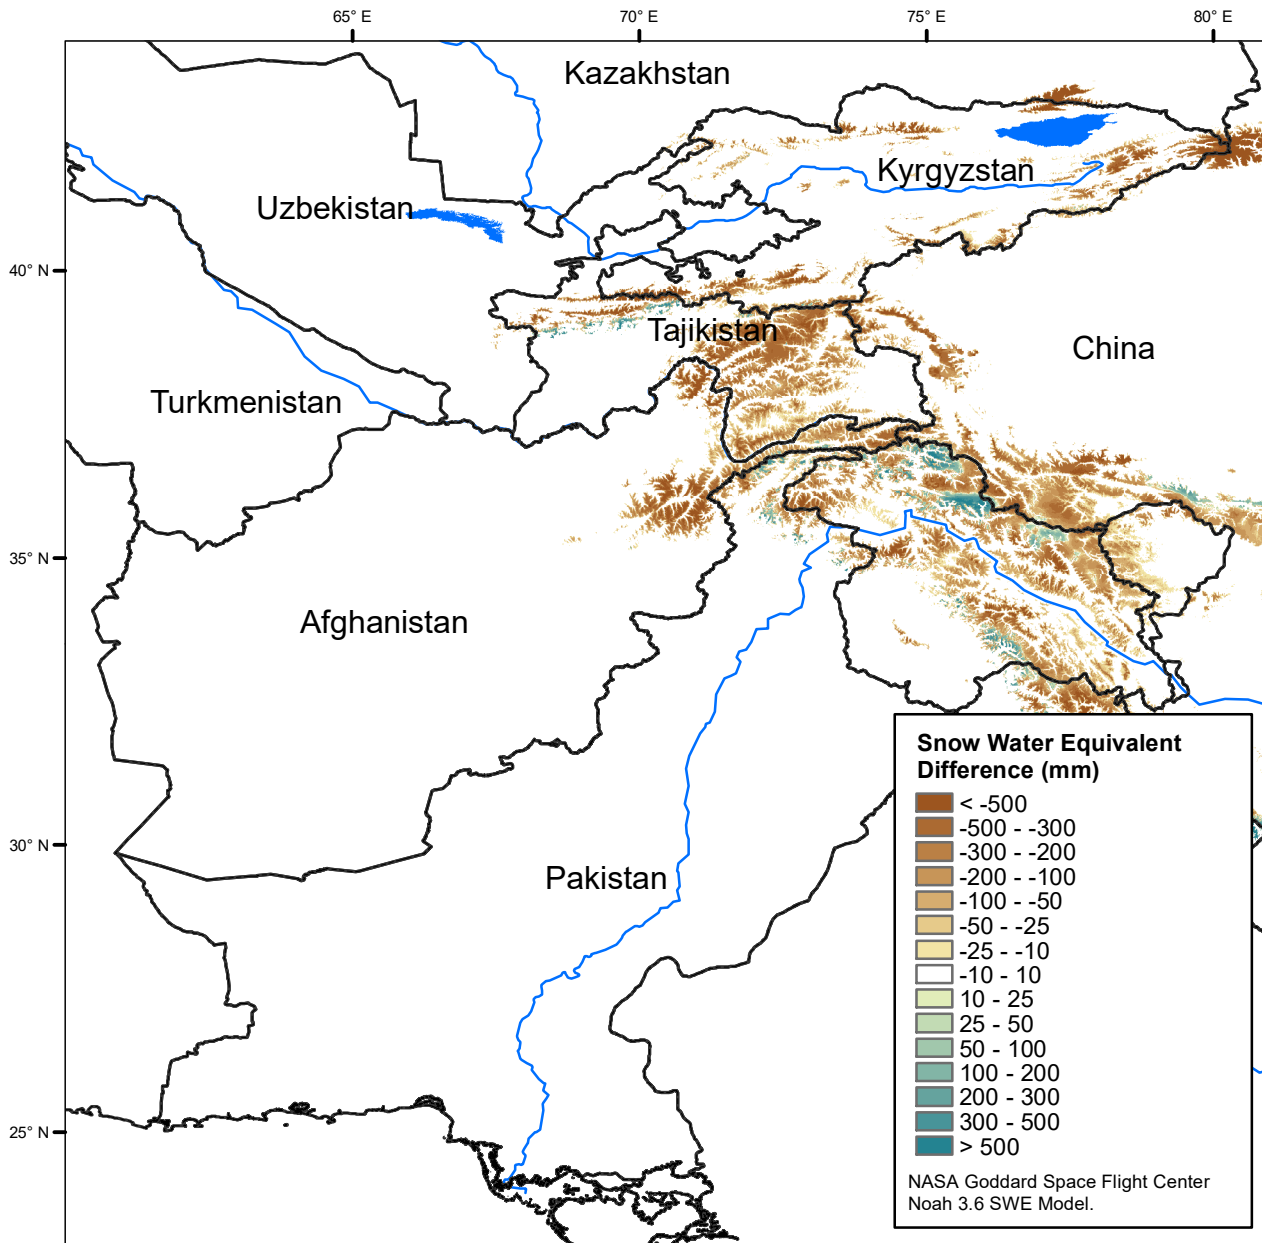 65° E
70° E
75° E
80° E
Kazakhstan
Kyrgyzstan
Uzbekistan
40° N
Tajikistan
China
Turkmenistan
35° N
Afghanistan
30° N
Pakistan
25° N
Snow Water Equivalent
Difference (mm)
< -500
-500 - -300
-300 - -200
-200 - -100
-100 - -50
-50 - -25
-25 - -10
-10 - 10
10 - 25
25 - 50
50 - 100
100 - 200
200 - 300
300 - 500
> 500
NASA Goddard Space Flight Center
Noah 3.6 SWE Model.